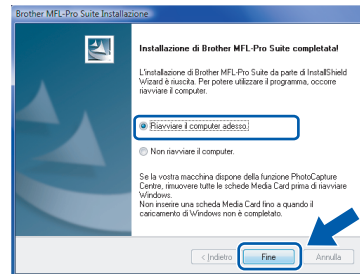 Brother MFL-Pro Suite Installazione
Installazione di Brother MFL-Pro Suite completata!
L'installazione di Brother MFL-Pro Suite da parte di InstallShield
Wizard è riuscita. Per potere utilizzare il programma, occorre
riavviare il computer.
Riavviare il computer adesso.
Non riavviare il computer.
Se la vostra macchina dispone della funzione PhotoCapture
Centre, rimuovere tutte le schede Media Card prima di riavviare
Windows.
Non inserire una scheda Media Card fino a quando il
caricamento di Windows non è completato.
< Indietro Fine Annulla